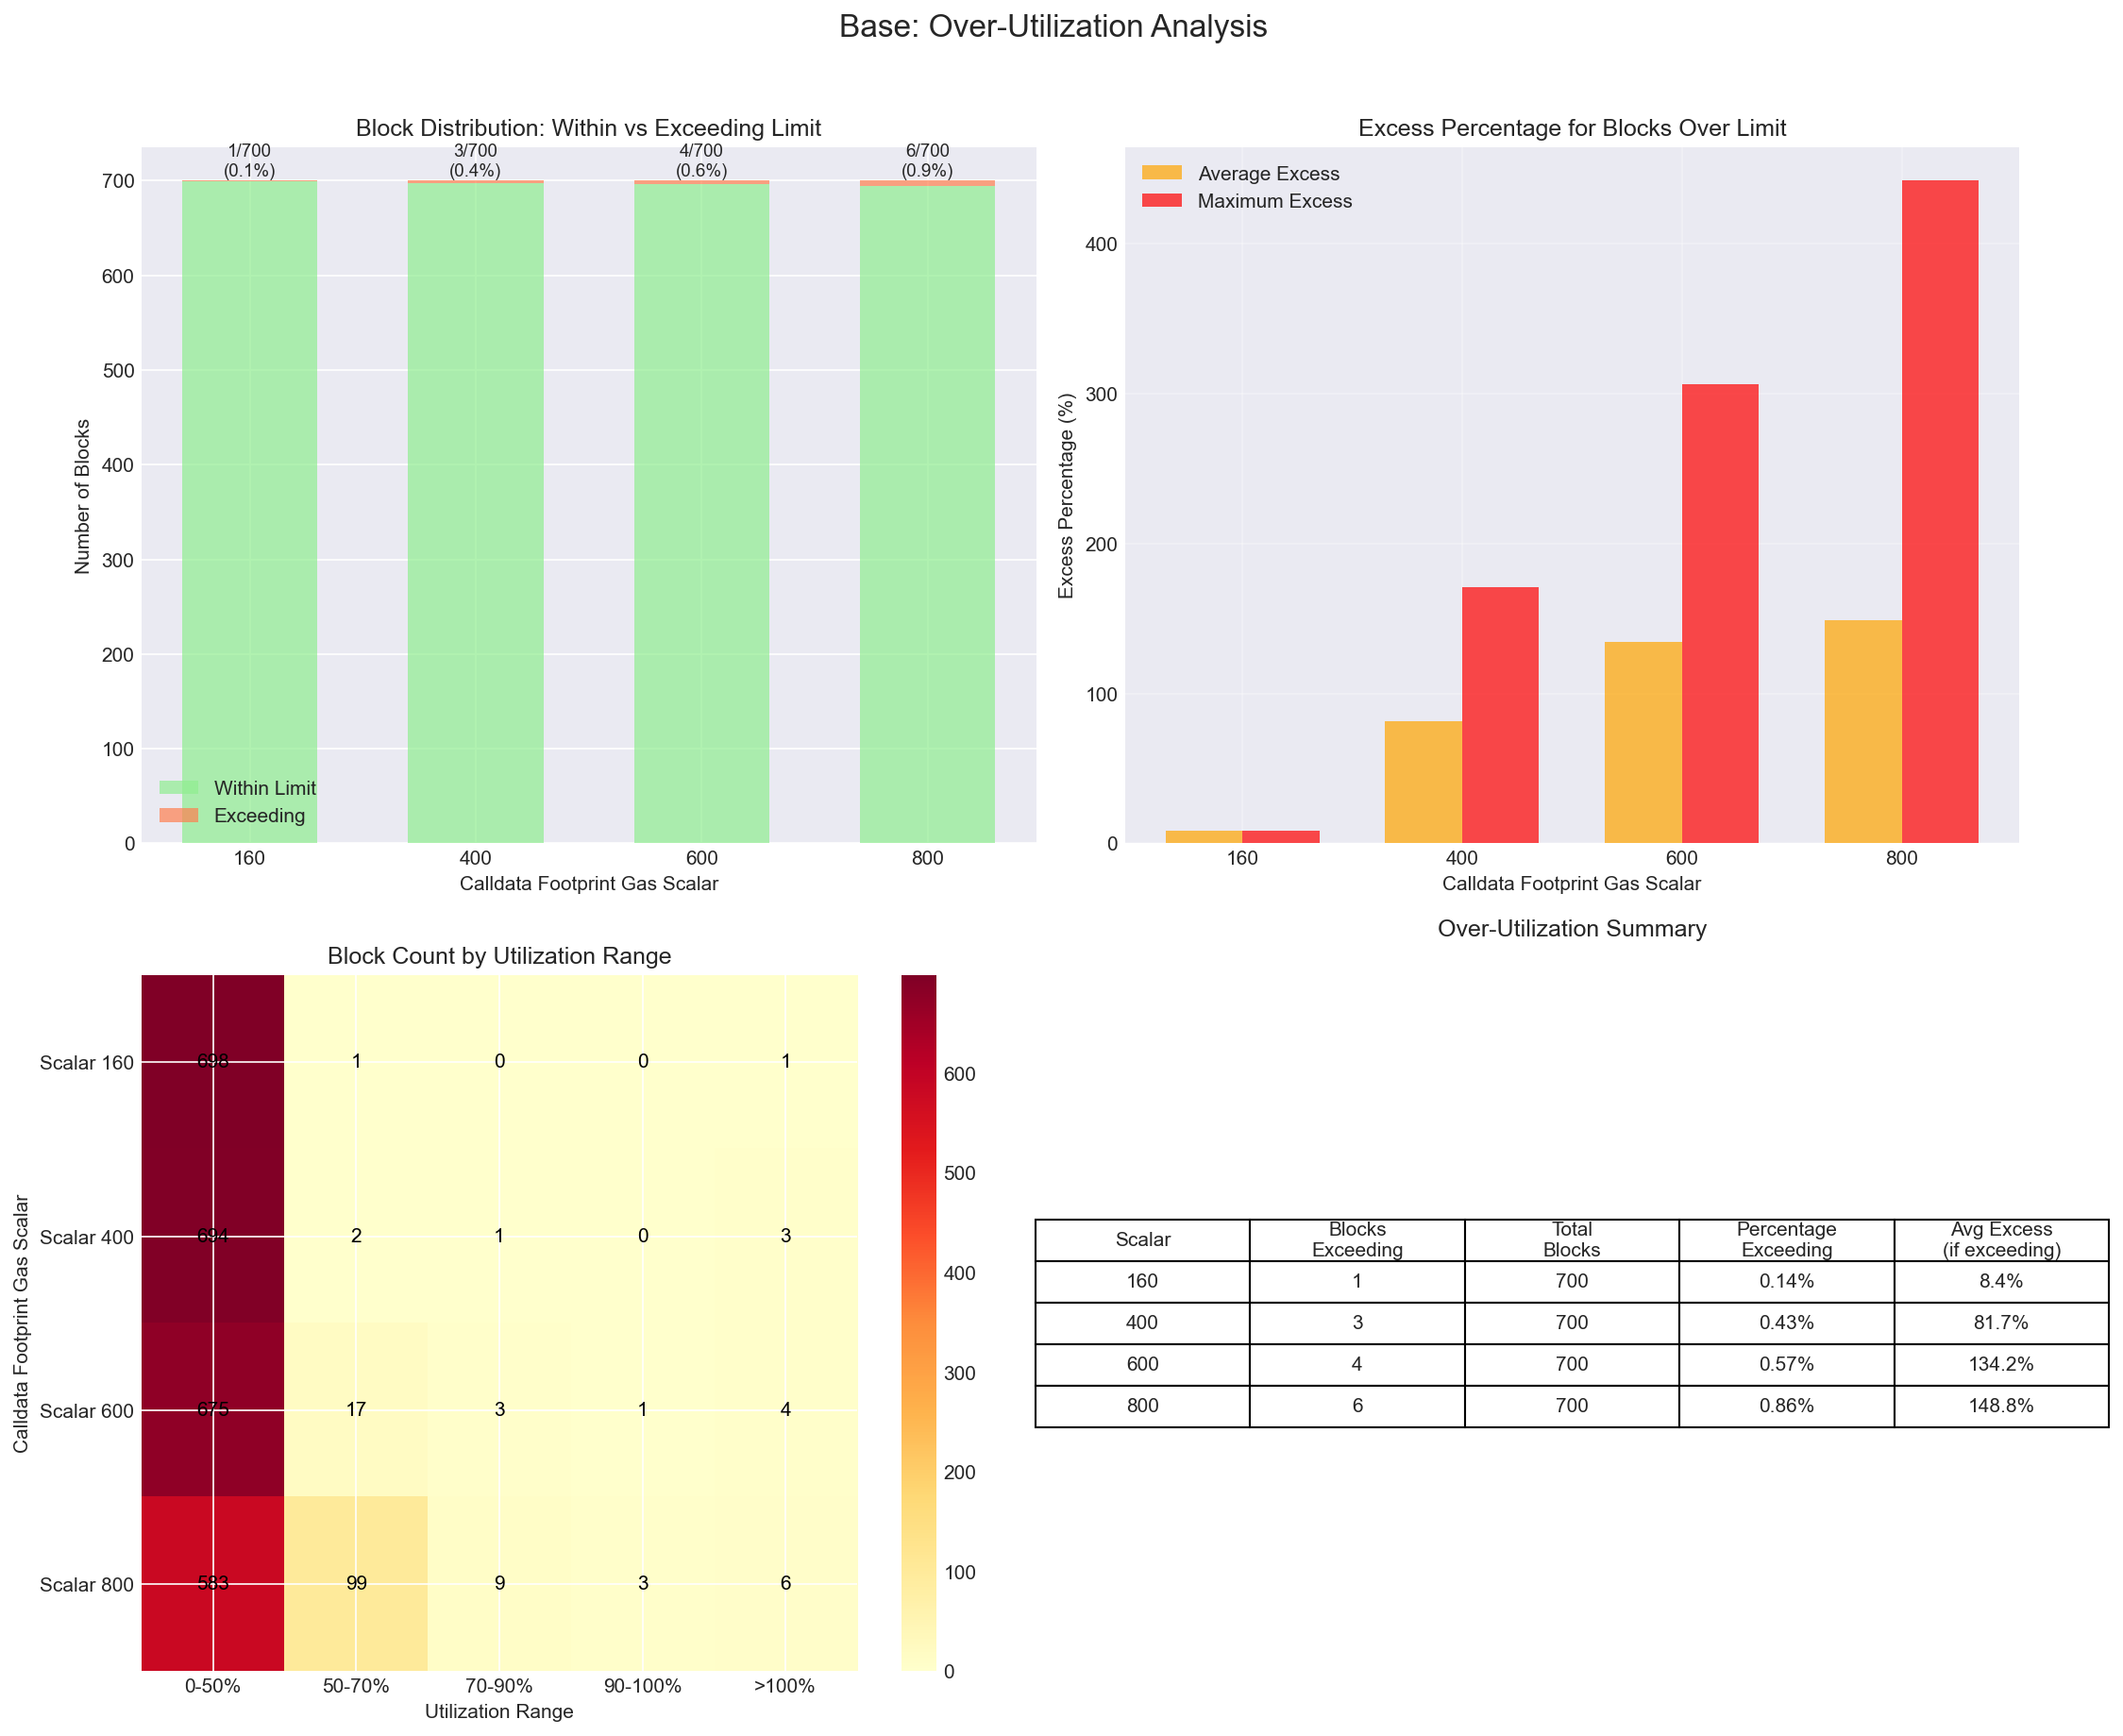 Base: Over-Utilization Analysis
Block Distribution: Within vs Exceeding Limit
1/700
(0.1%)
3/700
(0.4%)
4/700
(0.6%)
6/700
(0.9%)
700
600
500
400
300
200
100
0
Number of Blocks
Within Limit
Exceeding
160
400
600
800
Calldata Footprint Gas Scalar
Excess Percentage for Blocks Over Limit
Average Excess
Maximum Excess
400
300
200
100
0
Excess Percentage (%)
160
400
600
800
Calldata Footprint Gas Scalar
Block Count by Utilization Range
Calldata Footprint Gas Scalar
Scalar 160
698
1
0
0
1
Scalar 400
694
2
1
0
3
Scalar 600
675
17
3
1
4
Scalar 800
583
99
9
3
6
0-50%
50-70%
70-90%
90-100%
>100%
Utilization Range
600
500
400
300
200
100
0
Over-Utilization Summary
Scalar
Blocks
Exceeding
Total
Blocks
Percentage
Exceeding
Avg Excess
(if exceeding)
160
1
700
0.14%
8.4%
400
3
700
0.43%
81.7%
600
4
700
0.57%
134.2%
800
6
700
0.86%
148.8%